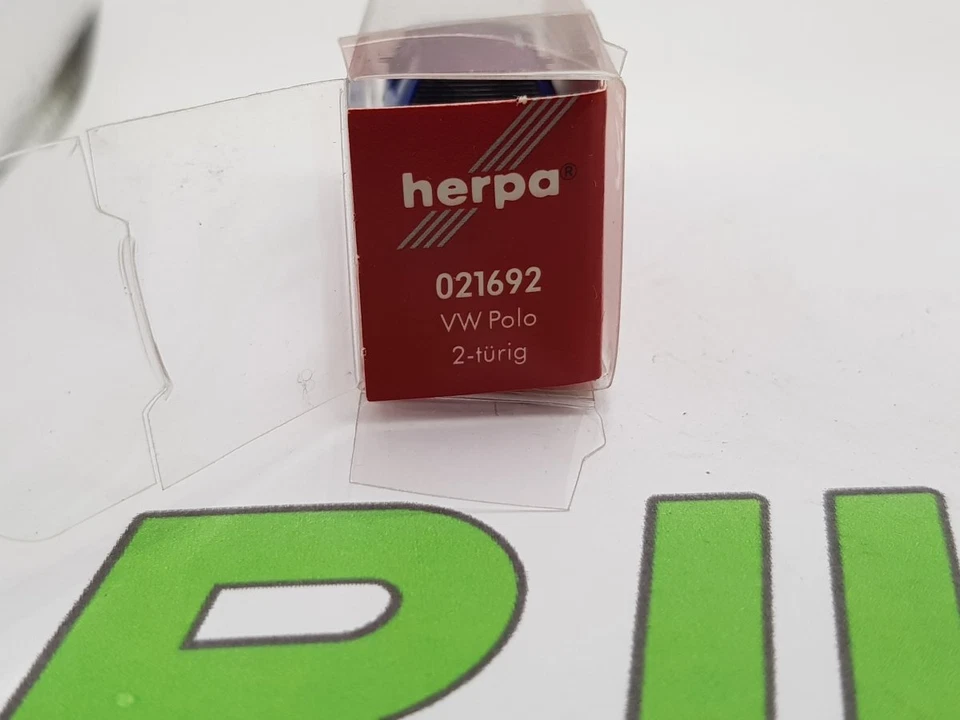 herpa®
021692
VW Polo
2-türig